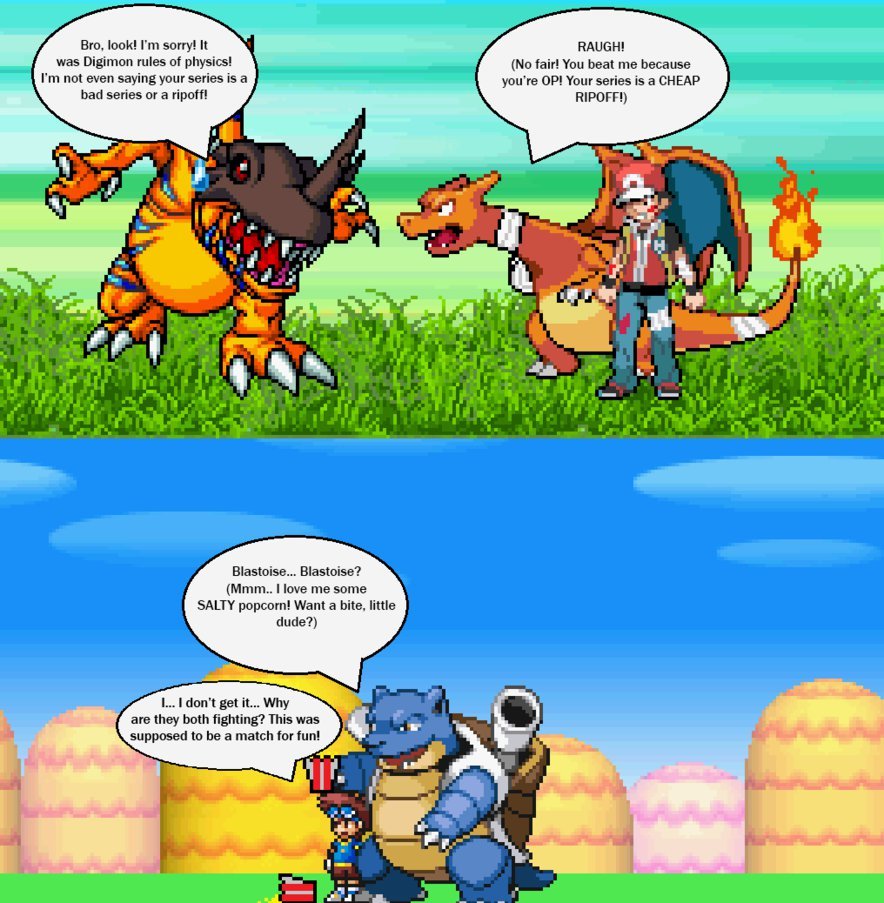 Bro, look! I'm sorry! It
was Digimon rules of physics!
I'm not even saying your series is a
bad series or a ripoff!
RAUGH!
(No fair! You beat me because
you're OP! Your series is a CHEAP
RIPOFF!)
Blastoise... Blastoise?
(Mmm.. I love me some
SALTY popcorn! Want a bite, little
dude?)
I... I don't get it... Why
are they both fighting? This was
supposed to be a match for fun!